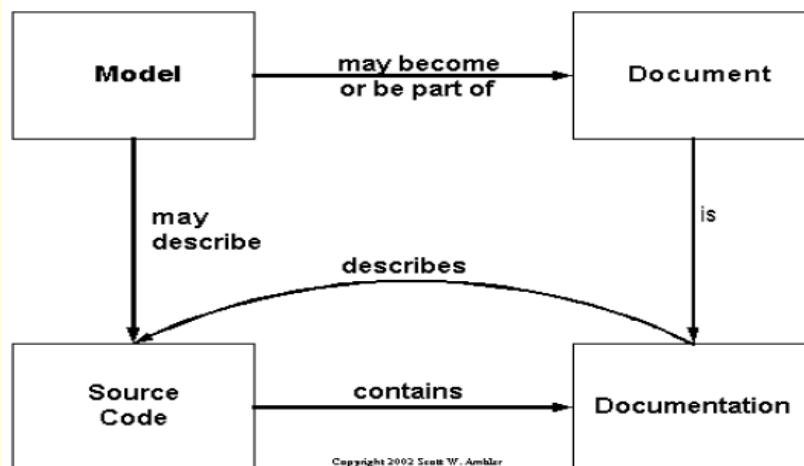 Model
may become
or be part of
Document
may
describe
is
describes
Source
Code
contains
Documentation
Copyright 2002 Scott W. Ambler